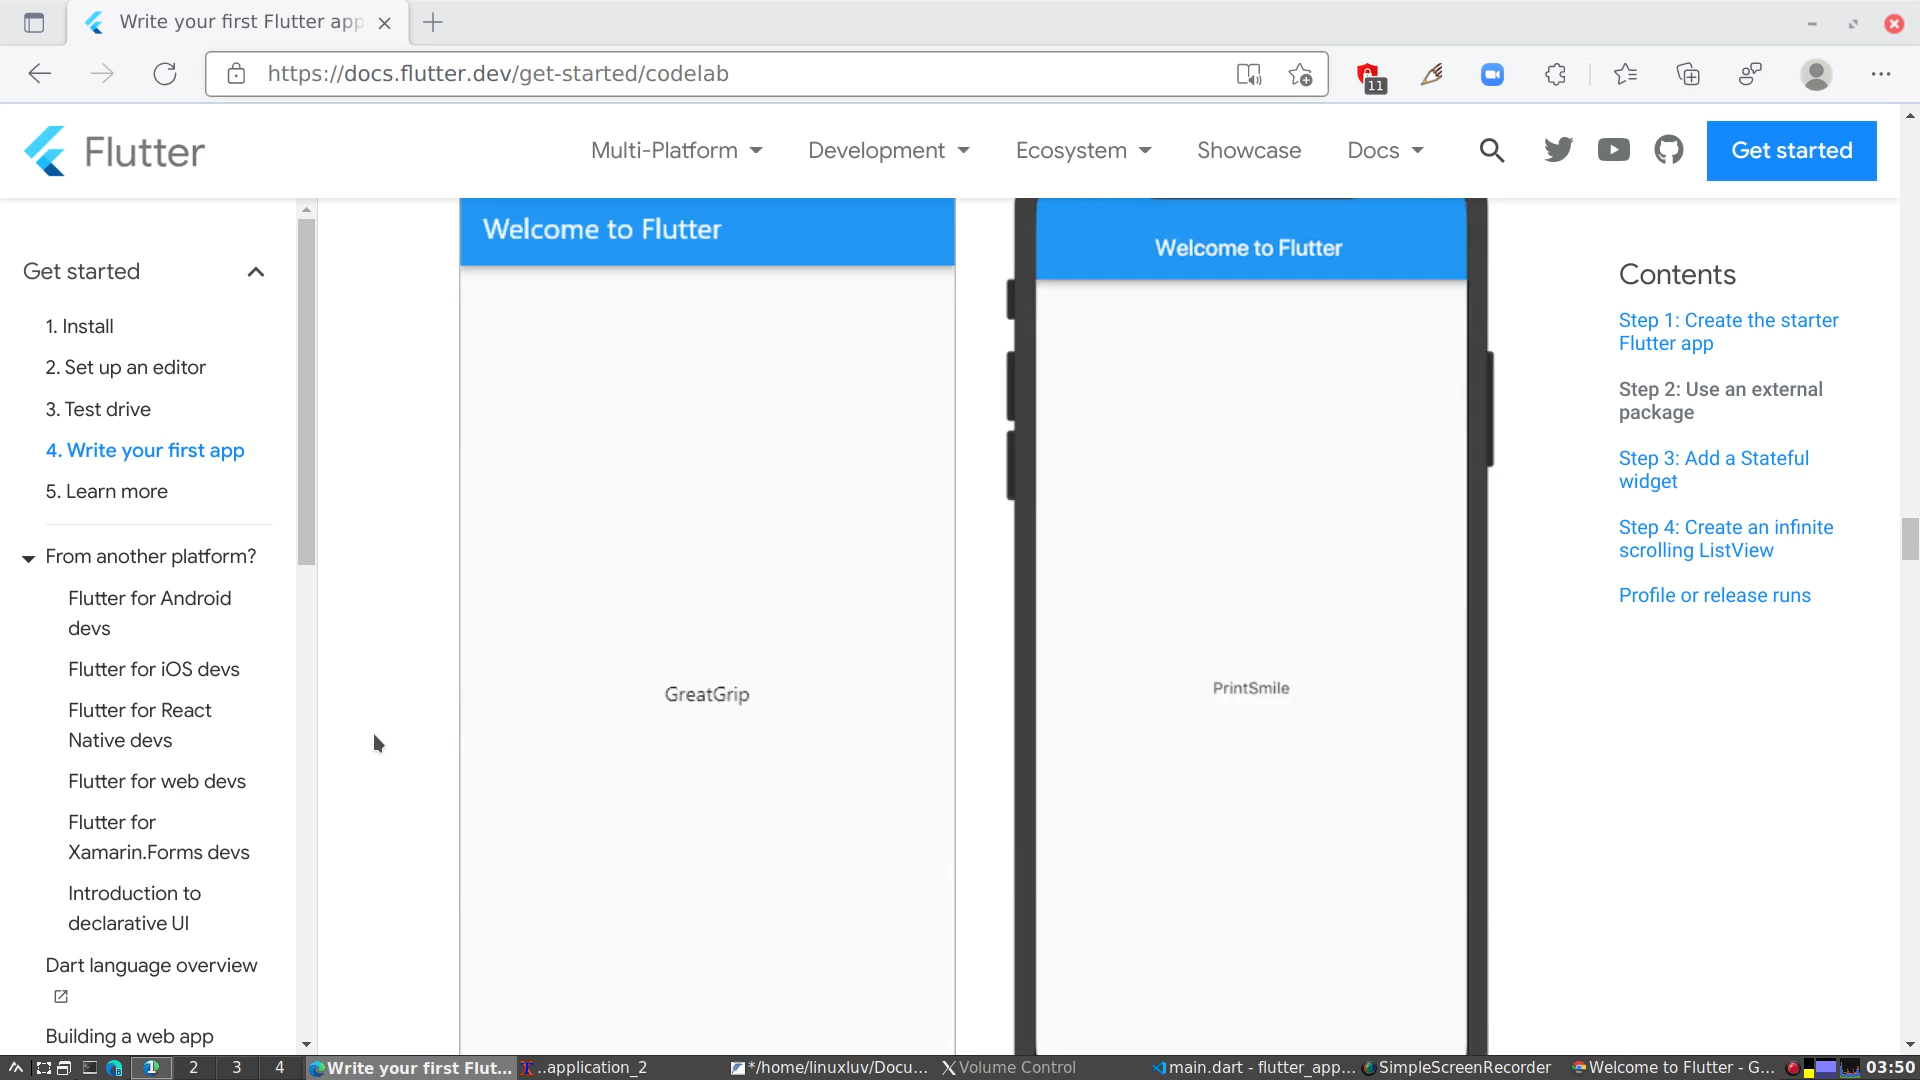 Write your first Flutter app
https://docs.flutter.dev/get-started/codelab
11
Flutter
Multi-Platform
Development
Ecosystem
Showcase
Docs
Get started
Get started
1. Install
2. Set up an editor
3. Test drive
4. Write your first app
5. Learn more
From another platform?
Flutter for Android
devs
Flutter for iOS devs
Flutter for React
Native devs
Flutter for web devs
Flutter for
Xamarin.Forms devs
Introduction to
declarative UI
Dart language overview
Building a web app
Welcome to Flutter
GreatGrip
Welcome to Flutter
PrintSmile
Contents
Step 1: Create the starter
Flutter app
Step 2: Use an external
package
Step 3: Add a Stateful
widget
Step 4: Create an infinite
scrolling ListView
Profile or release runs
1
2
3
4
Write your first Flut...
..application_2
*/home/linuxluv/Docu...
Volume Control
main.dart - flutter_app...
SimpleScreenRecorder
Welcome to Flutter - G...
03:50